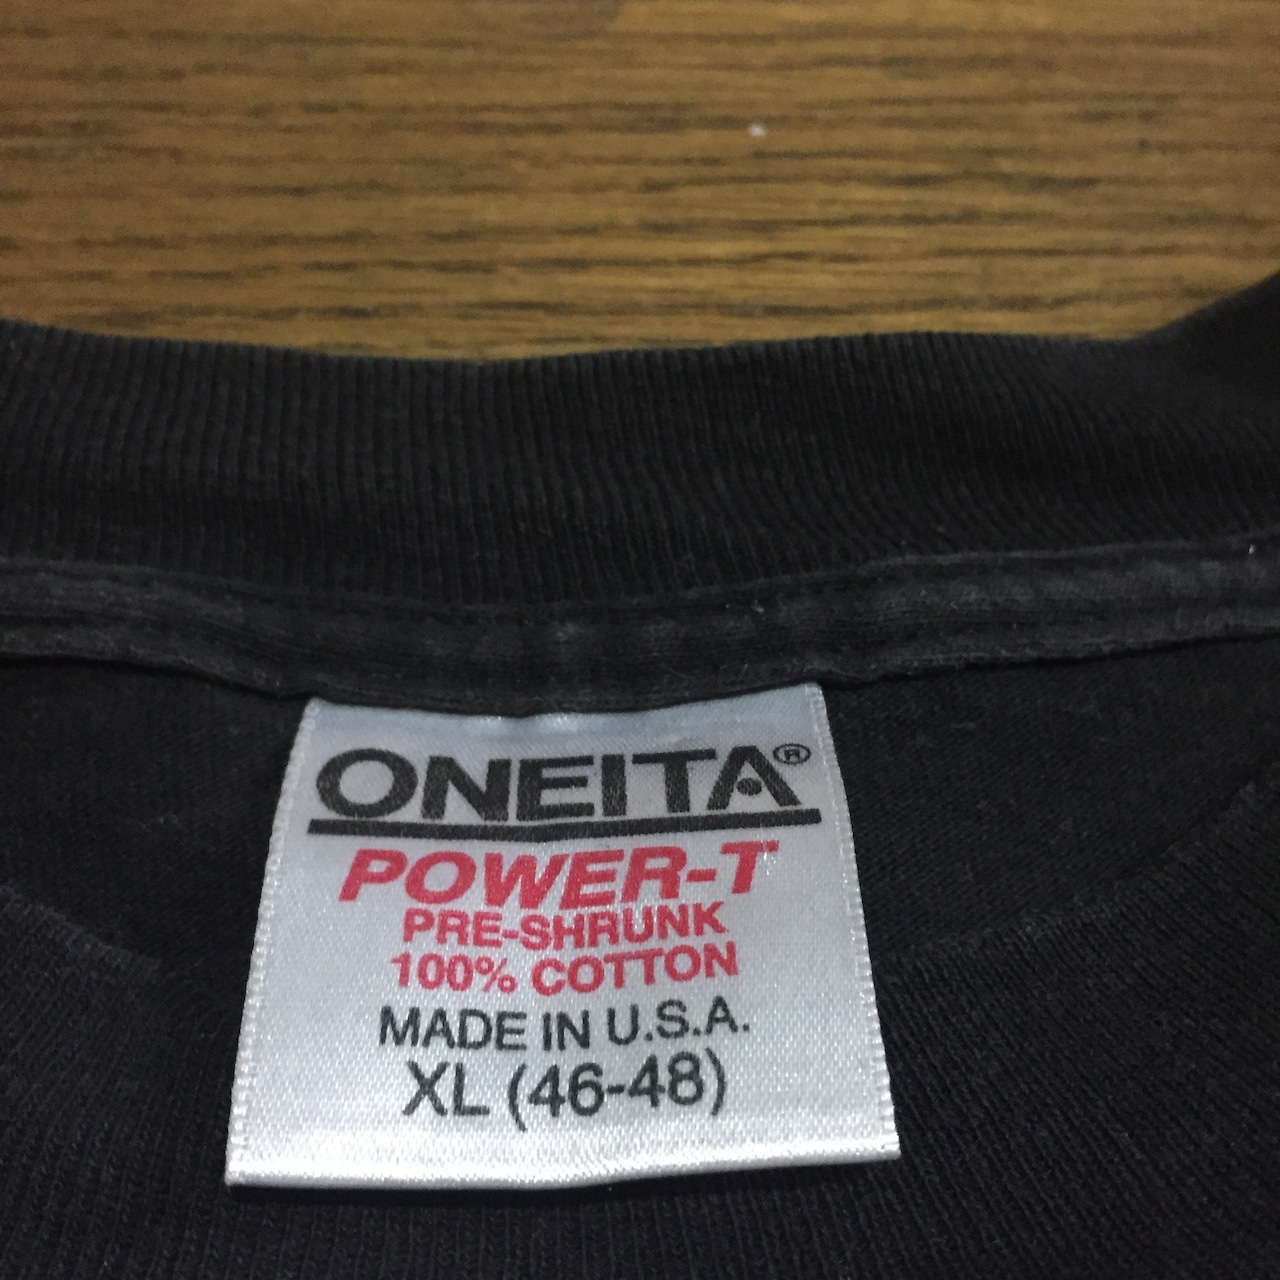 ONEITA®
POWER-T
PRE-SHRUNK
100% COTTON
MADE IN U.S.A.
XL (46-48)